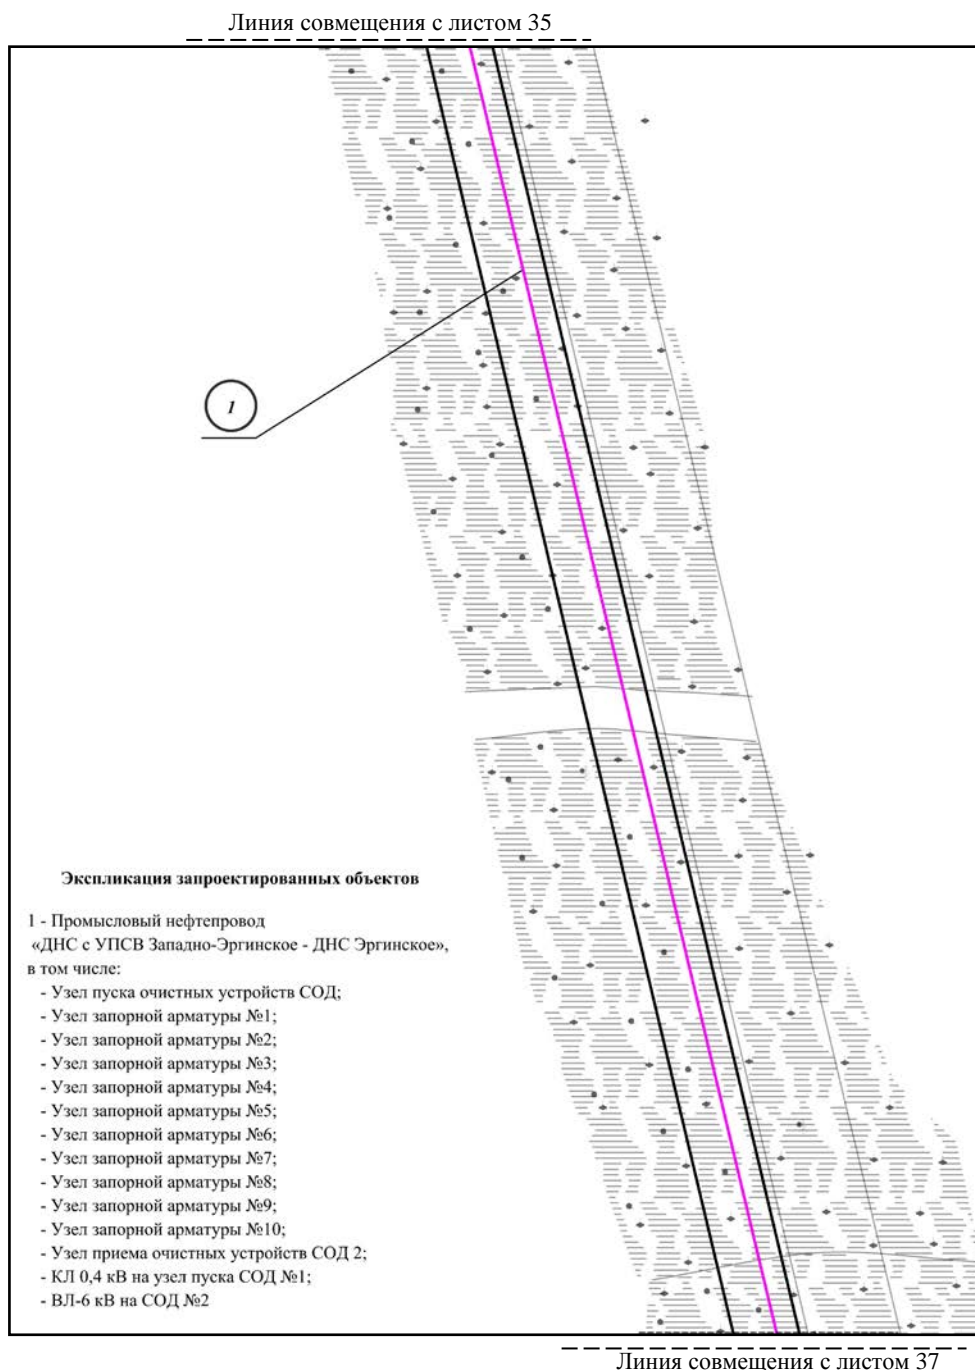 Линия совмещения с листом 35
1
Экспликация запроектированных объектов
1 - Промысловый нефтепровод
«ДНС с УПСВ Западно-Эргинское - ДНС Эргинское»,
в том числе:
- Узел пуска очистных устройств СОД;
- Узел запорной арматуры №1;
- Узел запорной арматуры №2;
- Узел запорной арматуры №3;
- Узел запорной арматуры №4;
- Узел запорной арматуры №5;
- Узел запорной арматуры №6;
- Узел запорной арматуры №7;
- Узел запорной арматуры №8;
- Узел запорной арматуры №9;
- Узел запорной арматуры №10;
- Узел приема очистных устройств СОД 2;
- КЛ 0,4 кВ на узел пуска СОД №1;
- ВЛ-6 кВ на СОД №2
Линия совмещения с листом 37